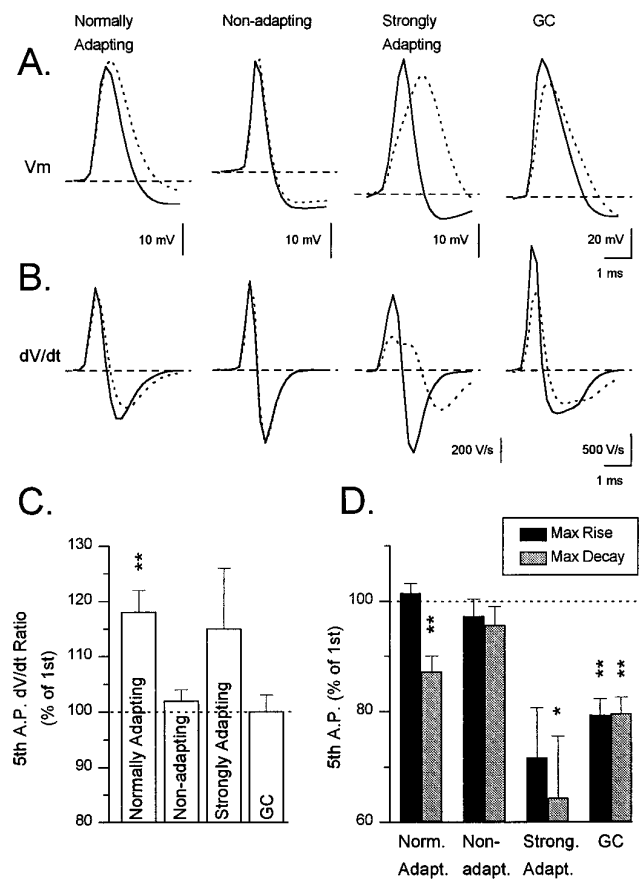 Normally
Adapting
Non-adapting
Strongly
Adapting
GC
A.
Vm
10 mV
10 mV
10 mV
20 mV
1 ms
B.
dV/dt
200 V/s
500 V/s
1 ms
C.
5th A.P. dV/dt Ratio
(% of 1st)
130
120
110
100
90
80
**
Normally Adapting
Non-adapting
Strongly Adapting
GC
D.
Max Rise
Max Decay
5th A.P. (% of 1st)
100
80
60
**
*
**
**
Norm.
Adapt.
Non-
adapt.
Strong.
Adapt.
GC